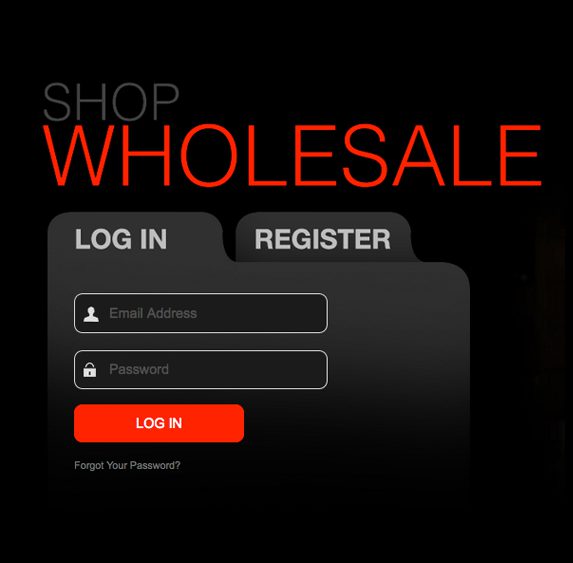 SHOP
WHOLESALE
LOG IN
REGISTER
Email Address
Password
LOG IN
Forgot Your Password?